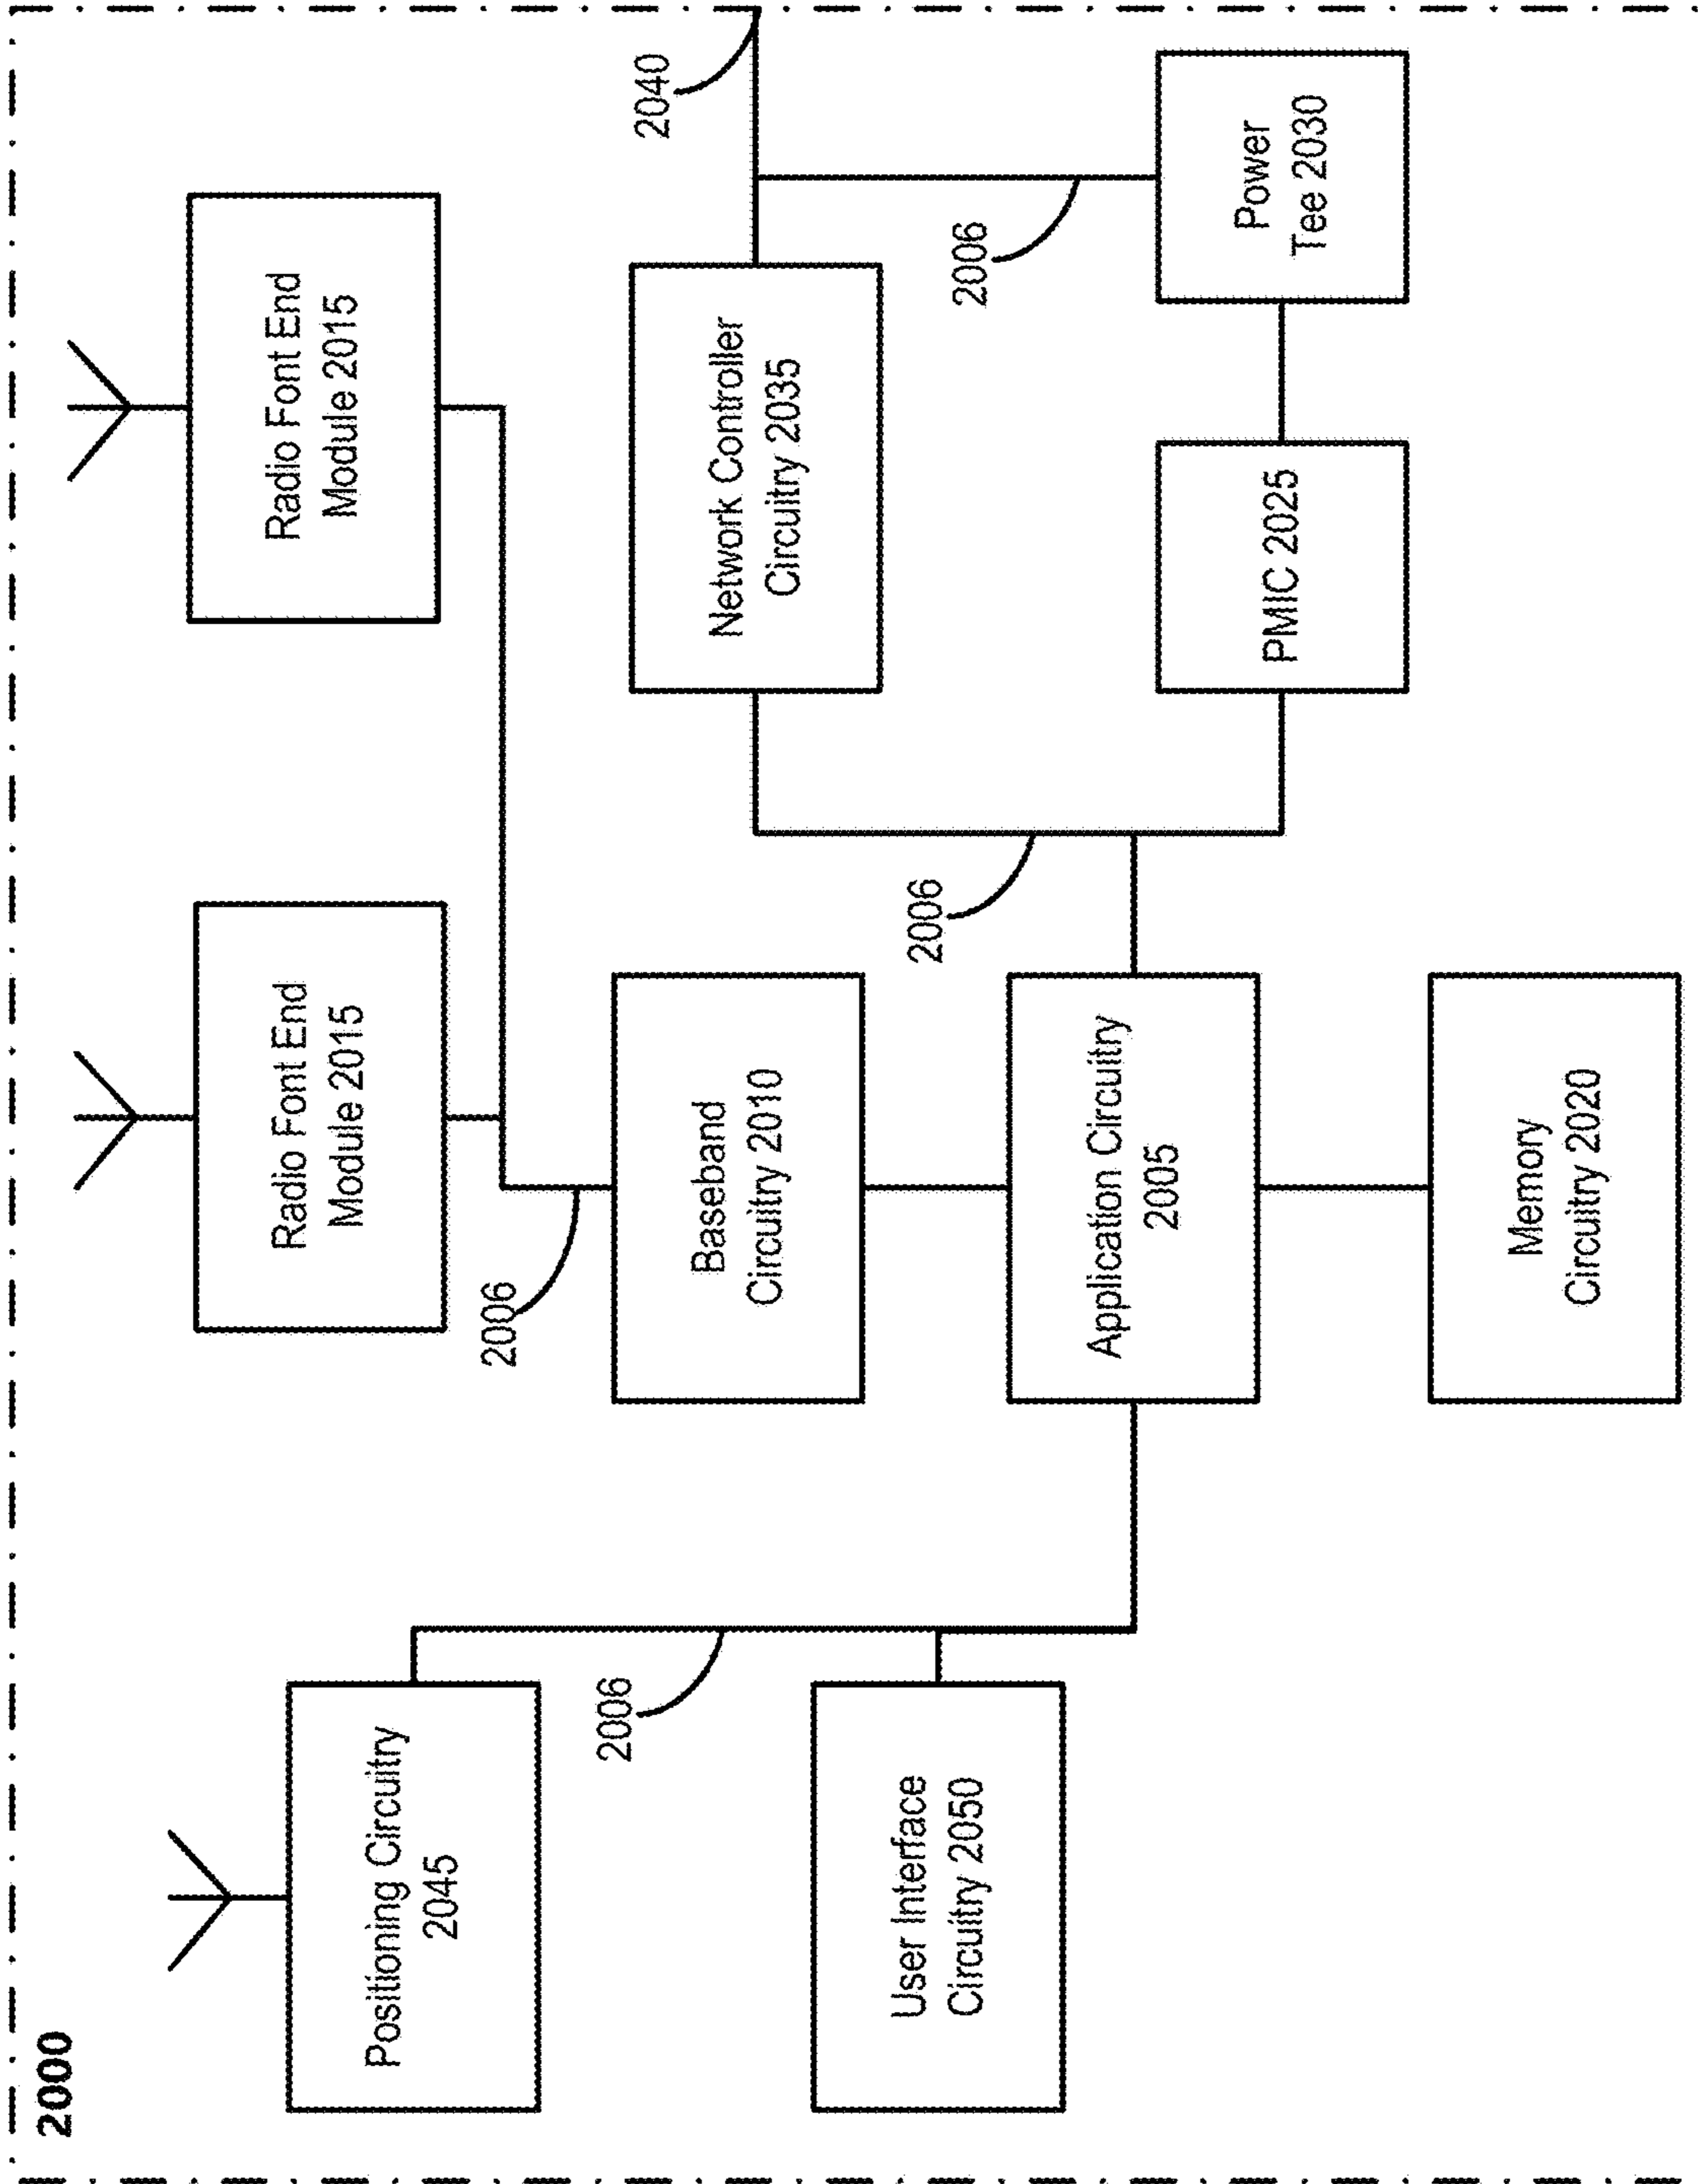 2000
Positioning Circuitry
2045
2006
User Interface
Circuitry 2050
Radio Font End
Module 2015
2006
Baseband
Circuitry 2010
Application Circuitry
2005
Memory
Circuitry 2020
Radio Font End
Module 2015
2006
Network Controller
Circuitry 2035
2040
2006
PMIC 2025
Power
Tee 2030